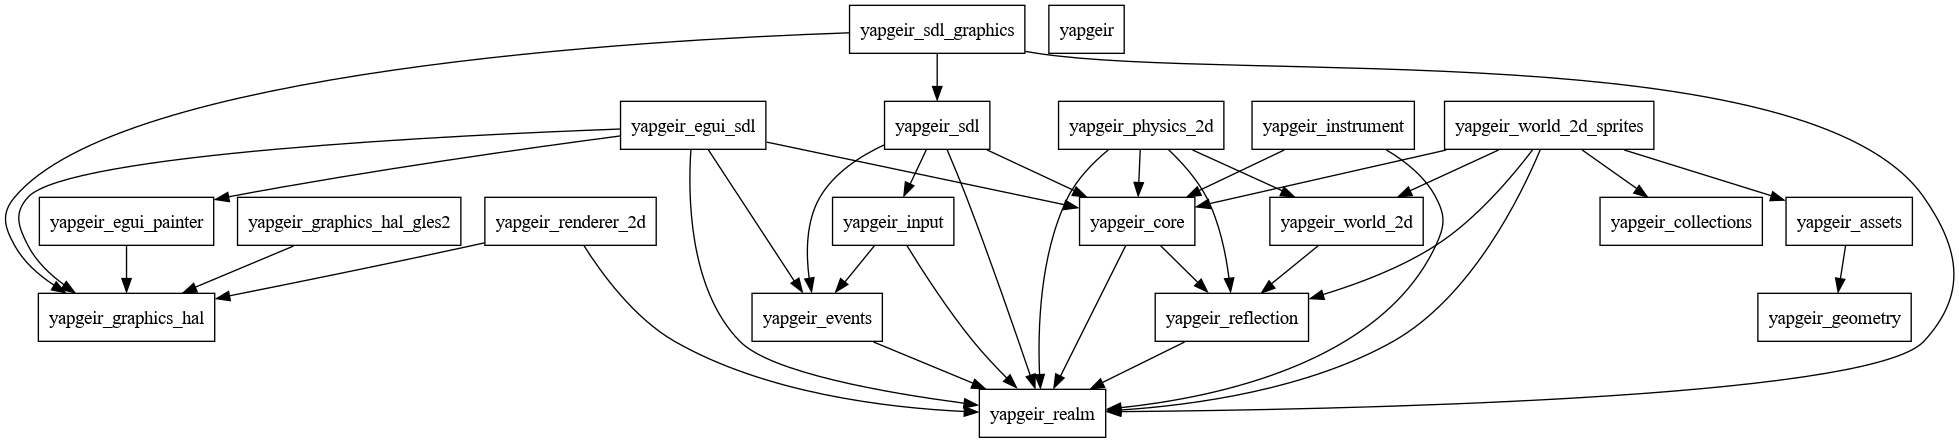 yapgeir_sdl_graphics
yapgeir
yapgeir_egui_sdl
yapgeir_sdl
yapgeir_physics_2d
yapgeir_instrument
yapgeir_world_2d_sprites
yapgeir_egui_painter
yapgeir_graphics_hal_gles2
yapgeir_renderer_2d
yapgeir_input
yapgeir_core
yapgeir_world_2d
yapgeir_collections
yapgeir_assets
yapgeir_graphics_hal
yapgeir_events
yapgeir_reflection
yapgeir_geometry
yapgeir_realm